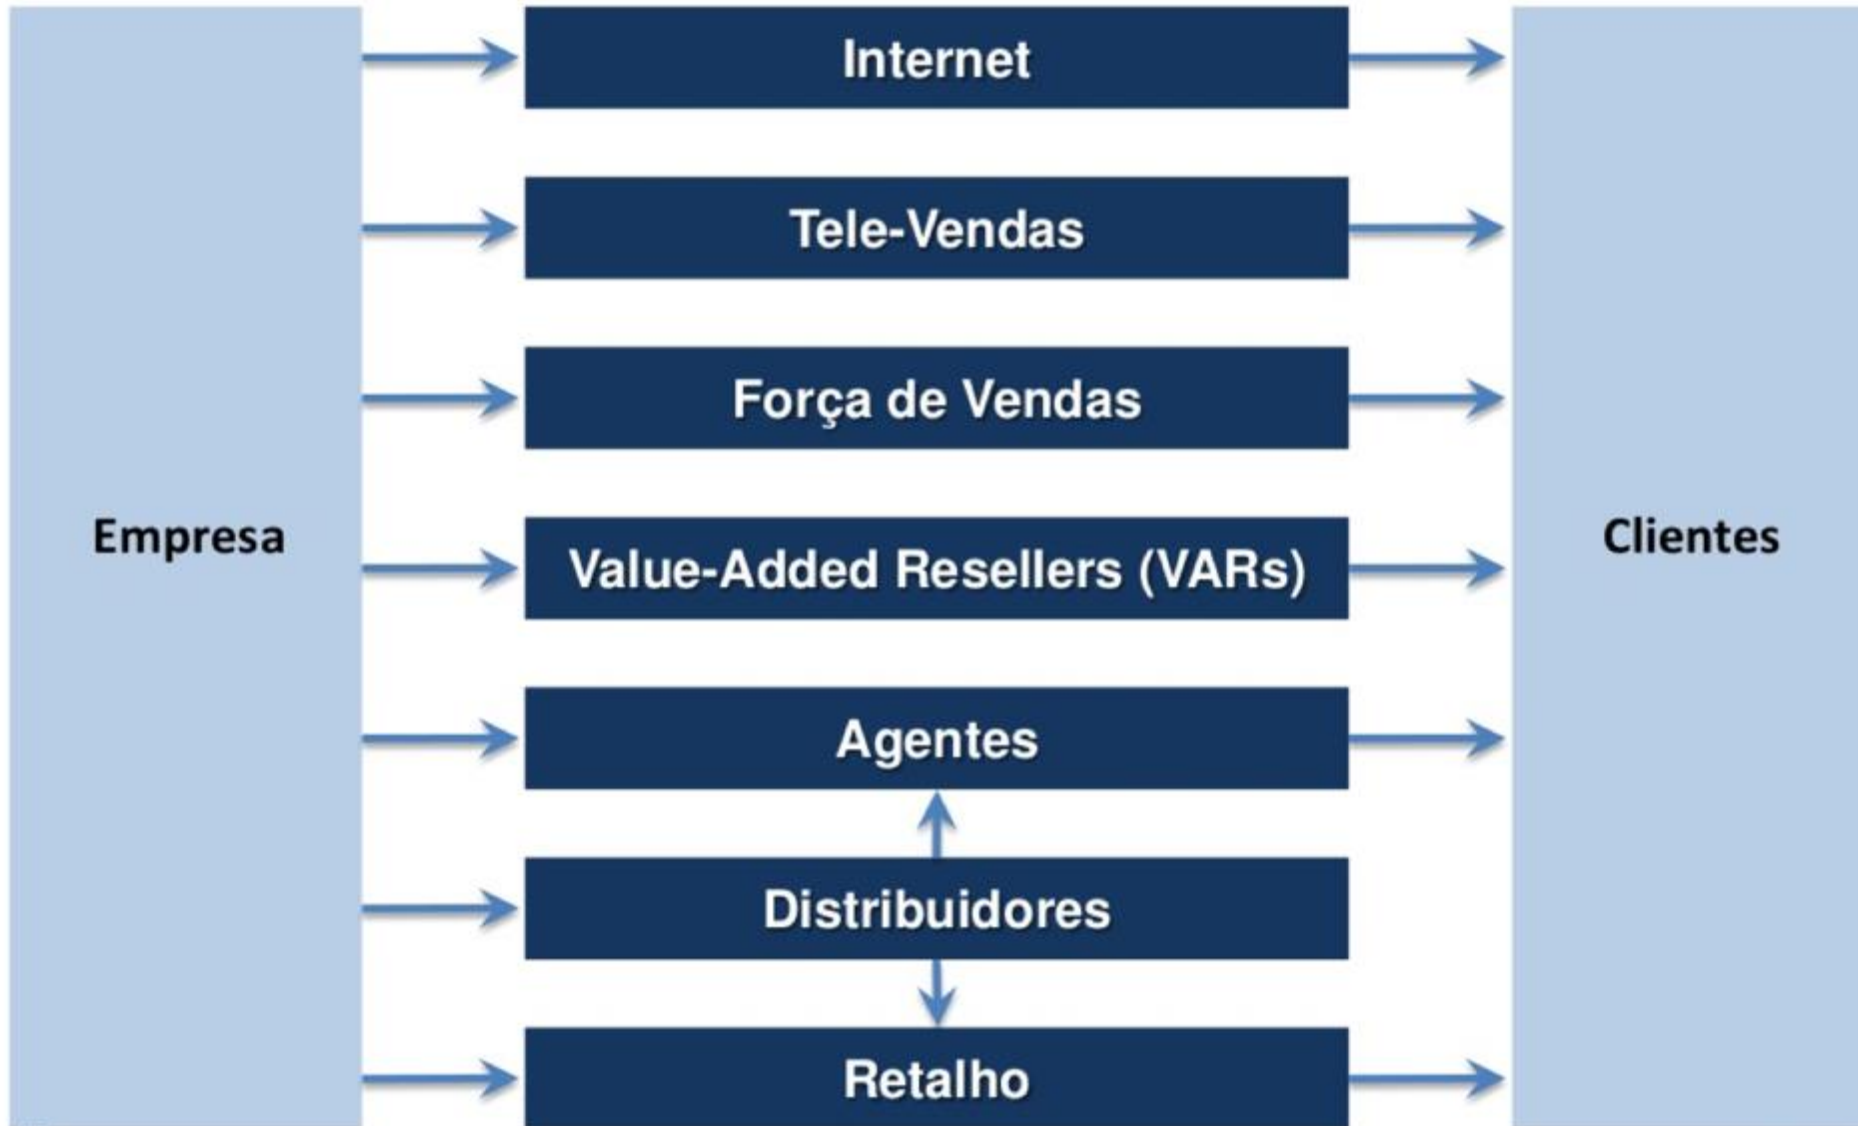 Internet
Tele-Vendas
Força de Vendas
Empresa
Value-Added Resellers (VARs)
Clientes
Agentes
Distribuidores
Retalho